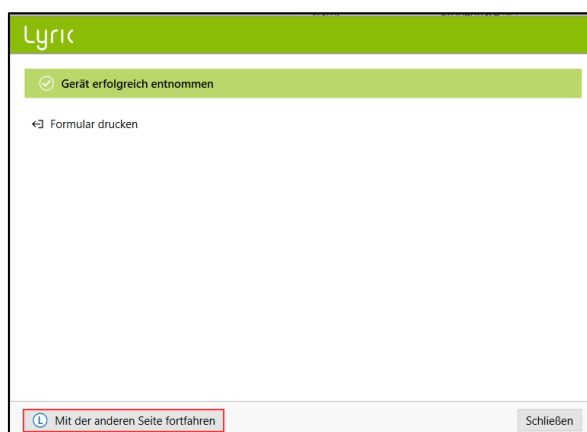 Lyric
Gerät erfolgreich entnommen
Formular drucken
L Mit der anderen Seite fortfahren
Schließen